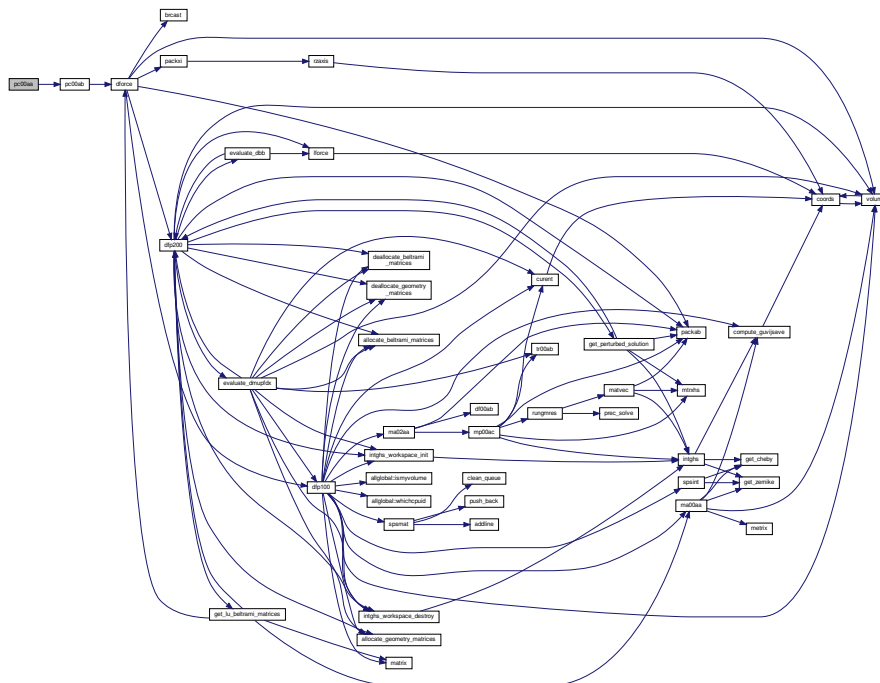 brcast
packxi
rzaxis
pc00aa
pc00ab
dforce
evaluate_dbb
lforce
coords
volume
dfp200
deallocate_beltrami
_matrices
deallocate_geometry
_matrices
curent
allocate_beltrami_matrices
get_perturbed_solution
packab
compute_guvijsave
tr00ab
evaluate_dmupfdx
matvec
mtrxhs
df00ab
rungmres
prec_solve
ma02aa
mp00ac
intghs_workspace_init
intghs
get_cheby
allglobal::ismyvolume
clean_queue
spsint
get_zernike
dfp100
allglobal::whichcpuid
push_back
ma00aa
spsmat
addline
metrix
get_lu_beltrami_matrices
intghs_workspace_destroy
allocate_geometry_matrices
matrix